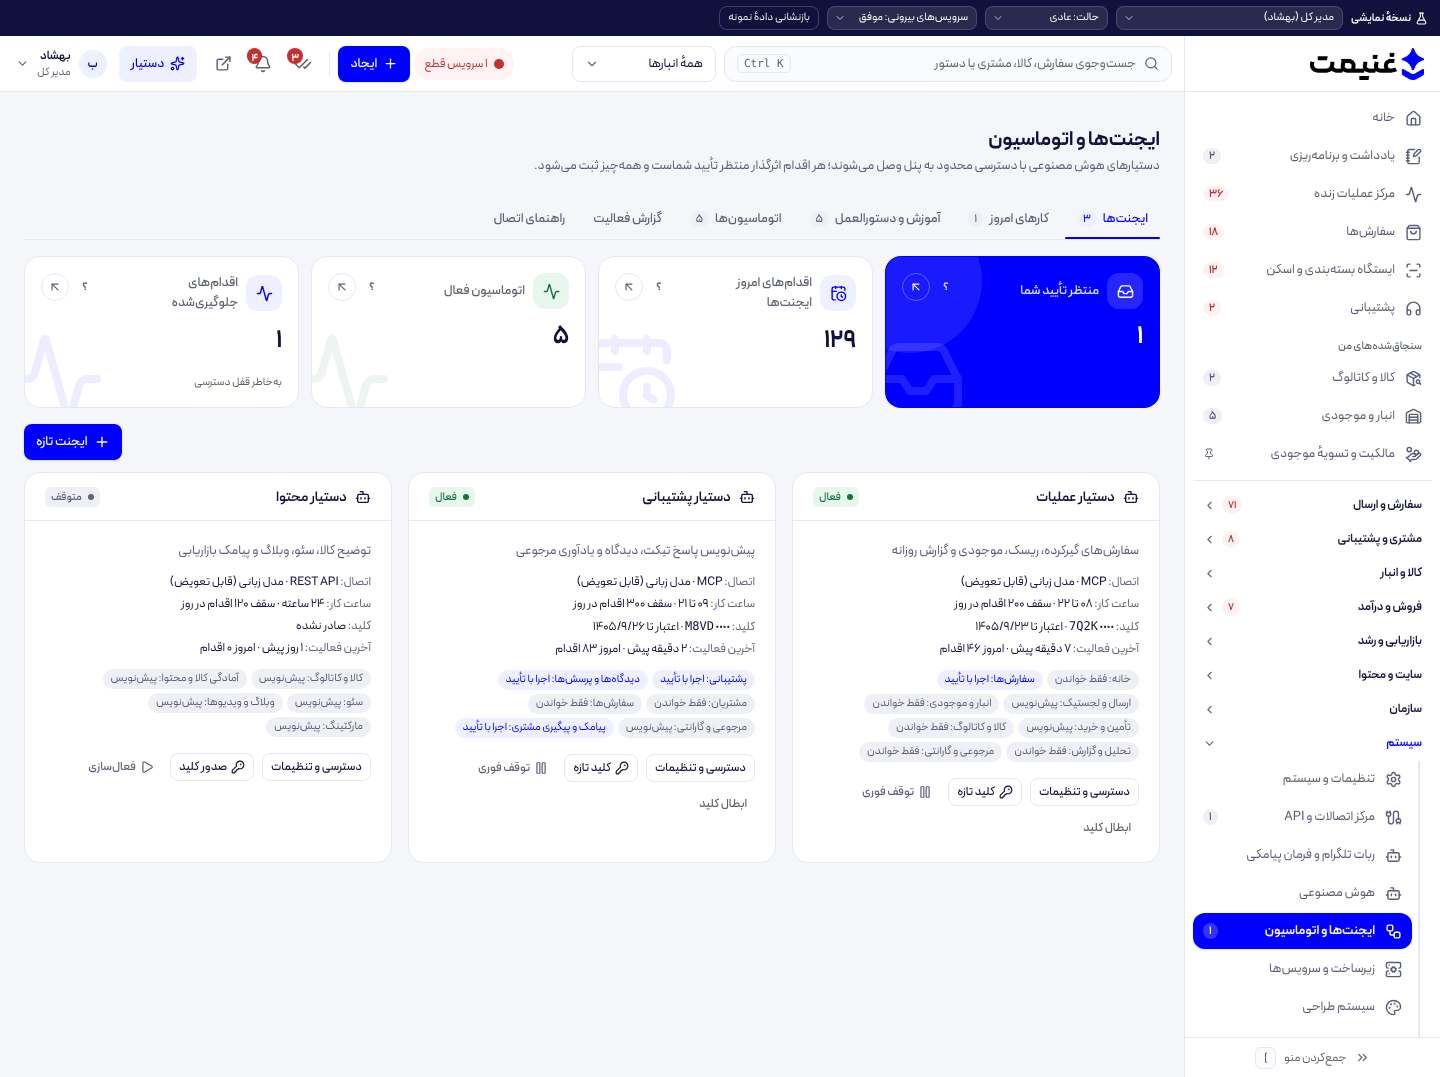 نسخهٔ نمایشی
مدیر کل (بهشاد)
حالت: عادی
سرویس‌های بیرونی: موفق
بازنشانی دادهٔ نمونه
غنیمت
جست‌وجوی سفارش، کالا، مشتری یا دستور
Ctrl K
همهٔ انبارها
۱ سرویس قطع
ایجاد
۳
۴
دستیار
ب
بهشاد
مدیر کل
خانه
یادداشت و برنامه‌ریزی ۲
مرکز عملیات زنده ۳۶
سفارش‌ها ۱۸
ایستگاه بسته‌بندی و اسکن ۱۲
پشتیبانی ۲
سنجاق‌شده‌های من
کالا و کاتالوگ ۲
انبار و موجودی ۵
مالکیت و تسویهٔ موجودی
سفارش و ارسال ۷۱
مشتری و پشتیبانی ۸
کالا و انبار
فروش و درآمد ۷
بازاریابی و رشد
سایت و محتوا
سازمان
سیستم
تنظیمات و سیستم
مرکز اتصالات و API ۱
ربات تلگرام و فرمان پیامکی
هوش مصنوعی
ایجنت‌ها و اتوماسیون ۱
زیرساخت و سرویس‌ها
سیستم طراحی
جمع‌کردن منو [
ایجنت‌ها و اتوماسیون
دستیارهای هوش مصنوعی با دسترسی محدود به پنل وصل می‌شوند؛ هر اقدام اثرگذار منتظر تأیید شماست و همه‌چیز ثبت می‌شود.
ایجنت‌ها ۳
کارهای امروز ۱
آموزش و دستورالعمل ۵
اتوماسیون‌ها ۵
گزارش فعالیت
راهنمای اتصال
منتظر تأیید شما ؟
۱
اقدام‌های امروز ایجنت‌ها ؟
۱۲۹
اتوماسیون فعال ؟
۵
اقدام‌های جلوگیری‌شده ؟
۱
به‌خاطر قفل دسترسی
ایجنت تازه
دستیار عملیات
فعال
سفارش‌های گیرکرده، ریسک، موجودی و گزارش روزانه
اتصال: MCP · مدل زبانی (قابل تعویض)
ساعت کار: ۰۸ تا ۲۲ · سقف ۲۰۰ اقدام در روز
کلید: ••••7Q2K · اعتبار تا ۱۴۰۵/۹/۲۳
آخرین فعالیت: ۷ دقیقه پیش · امروز ۴۶ اقدام
خانه: فقط خواندن
سفارش‌ها: اجرا با تأیید
ارسال و لجستیک: پیش‌نویس
انبار و موجودی: فقط خواندن
تأمین و خرید: پیش‌نویس
کالا و کاتالوگ: فقط خواندن
تحلیل و گزارش: فقط خواندن
مرجوعی و گارانتی: فقط خواندن
دسترسی و تنظیمات
کلید تازه
توقف فوری
ابطال کلید
دستیار پشتیبانی
فعال
پیش‌نویس پاسخ تیکت، دیدگاه و یادآوری مرجوعی
اتصال: MCP · مدل زبانی (قابل تعویض)
ساعت کار: ۰۹ تا ۲۱ · سقف ۳۰۰ اقدام در روز
کلید: ••••M8VD · اعتبار تا ۱۴۰۵/۹/۲۶
آخرین فعالیت: ۲ دقیقه پیش · امروز ۸۳ اقدام
پشتیبانی: اجرا با تأیید
دیدگاه‌ها و پرسش‌ها: اجرا با تأیید
مشتریان: فقط خواندن
سفارش‌ها: فقط خواندن
مرجوعی و گارانتی: پیش‌نویس
پیامک و پیگیری مشتری: اجرا با تأیید
دسترسی و تنظیمات
کلید تازه
توقف فوری
ابطال کلید
دستیار محتوا
متوقف
توضیح کالا، سئو، وبلاگ و پیامک بازاریابی
اتصال: REST API · مدل زبانی (قابل تعویض)
ساعت کار: ۲۴ ساعته · سقف ۱۲۰ اقدام در روز
کلید: صادر نشده
آخرین فعالیت: ۱ روز پیش · امروز ۰ اقدام
کالا و کاتالوگ: پیش‌نویس
آمادگی کالا و محتوا: پیش‌نویس
سئو: پیش‌نویس
وبلاگ و ویدیوها: پیش‌نویس
مارکتینگ: پیش‌نویس
دسترسی و تنظیمات
صدور کلید
فعال‌سازی